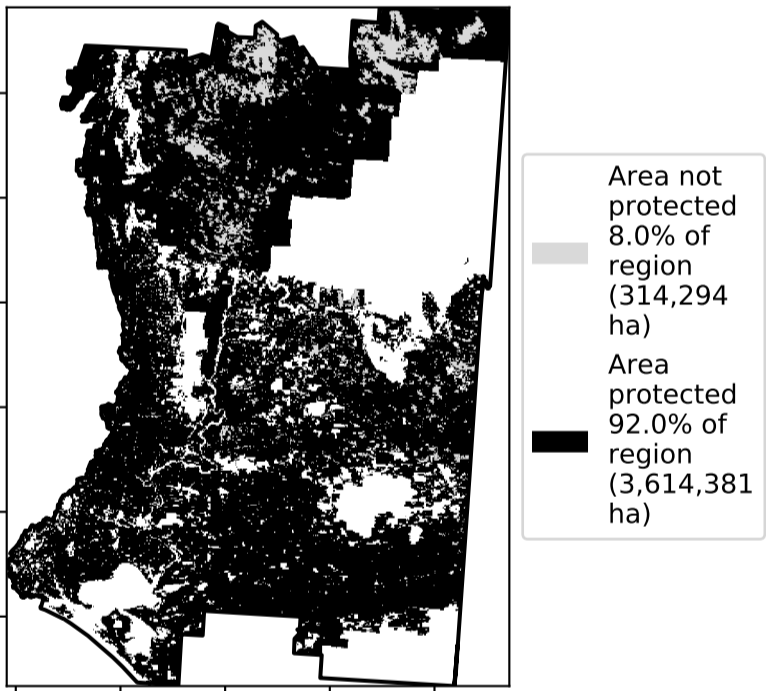 Area not
protected
8.0% of
region
(314,294
ha)
Area
protected
92.0% of
region
(3,614,381
ha)